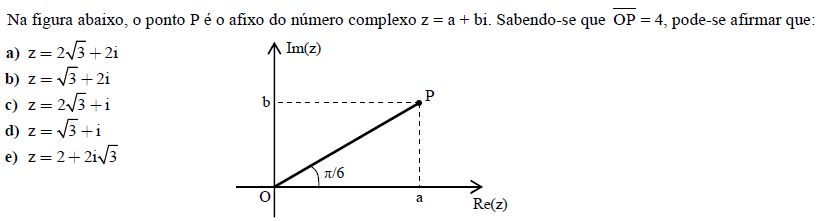 Na figura abaixo, o ponto P é o afixo do número complexo z = a + bi. Sabendo-se que O̅P̅ = 4, pode-se afirmar que:
a) z = 2√3 + 2i
b) z = √3 + 2i
c) z = 2√3 + i
d) z = √3 + i
e) z = 2 + 2i√3
Im(z)
b
P
π/6
O
a
Re(z)